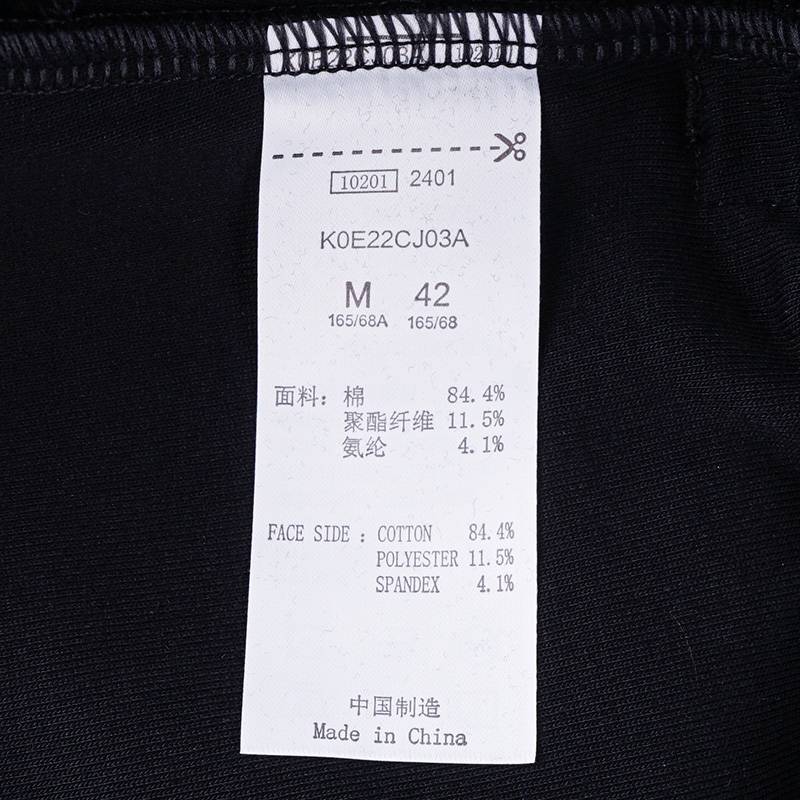 10201 2401
K0E22CJ03A
M 42
165/68A 165/68
面料：棉 84.4%
聚酯纤维 11.5%
氨纶 4.1%
FACE SIDE : COTTON 84.4%
POLYESTER 11.5%
SPANDEX 4.1%
中国制造
Made in China